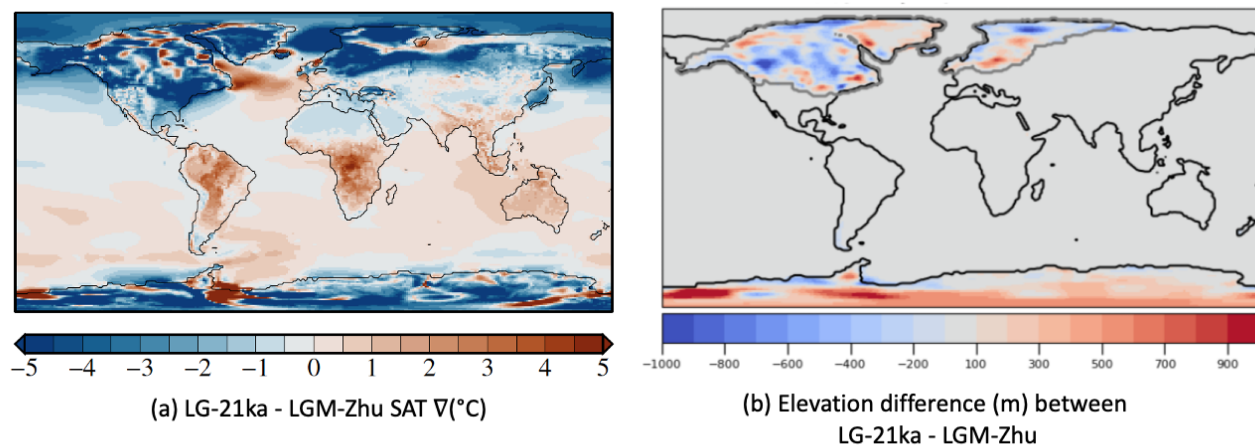 −5 −4 −3 −2 −1 0 1 2 3 4 5
(a) LG-21ka - LGM-Zhu SAT ∇(°C)
−1000 −800 −600 −400 −200 100 300 500 700 900
(b) Elevation difference (m) between
LG-21ka - LGM-Zhu